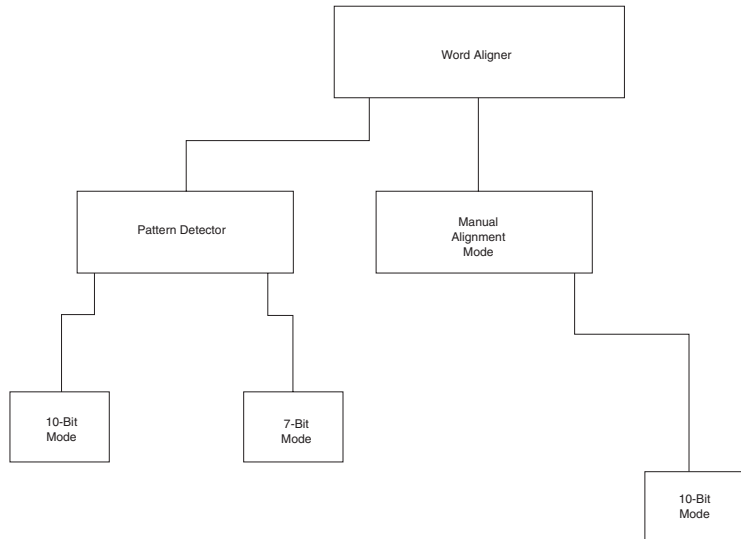 Word Aligner
Pattern Detector
Manual
Alignment
Mode
10-Bit
Mode
7-Bit
Mode
10-Bit
Mode